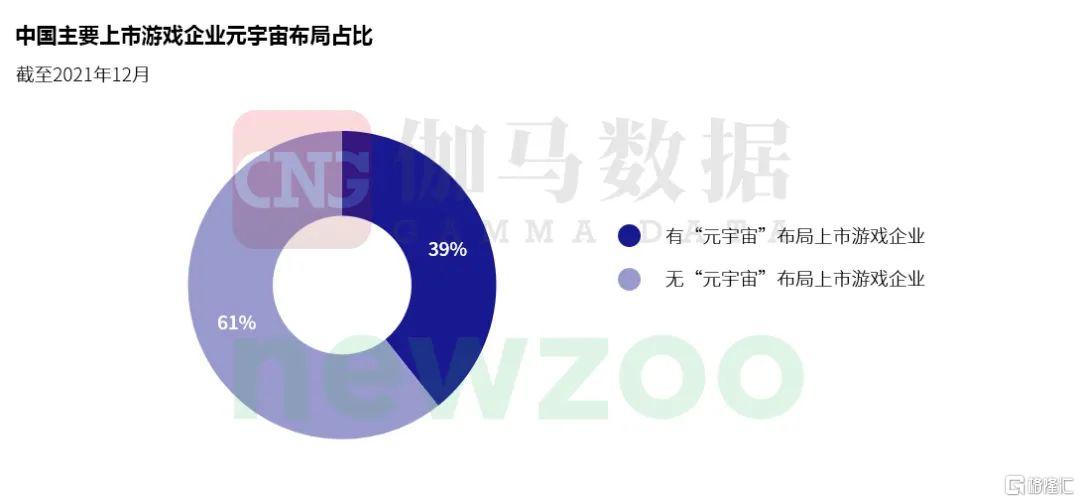 中国主要上市游戏企业元宇宙布局占比
截至2021年12月
CNG 伽马数据
GAMMA DATA
39%
有“元宇宙”布局上市游戏企业
无“元宇宙”布局上市游戏企业
61%
newzoo
格隆汇